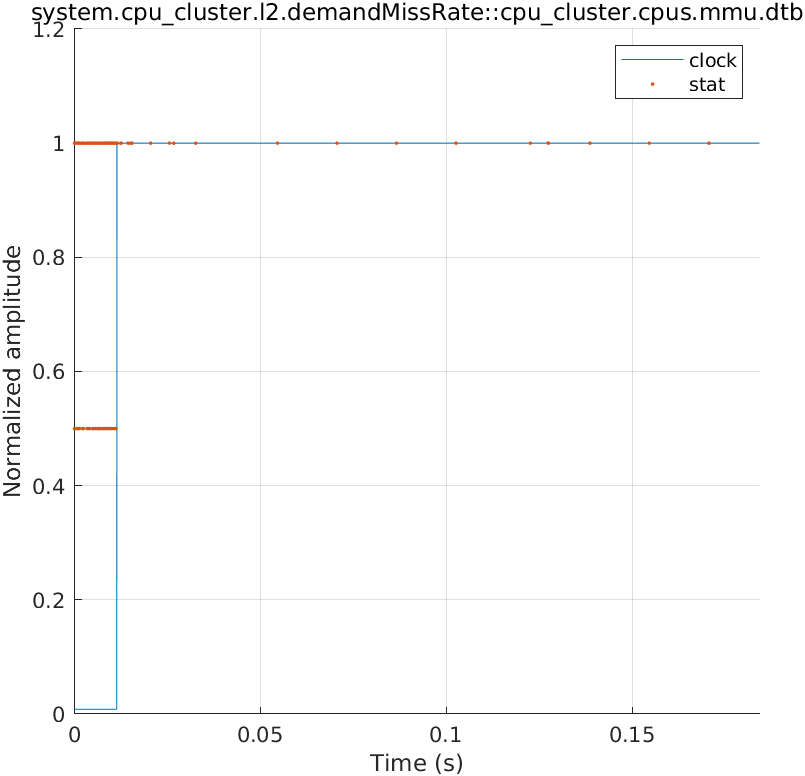 system.cpu_cluster.l2.demandMissRate::cpu_cluster.cpus.mmu.dtb
1.2
1
0.8
0.6
0.4
0.2
0
Normalized amplitude
clock
stat
0
0.05
0.1
0.15
Time (s)